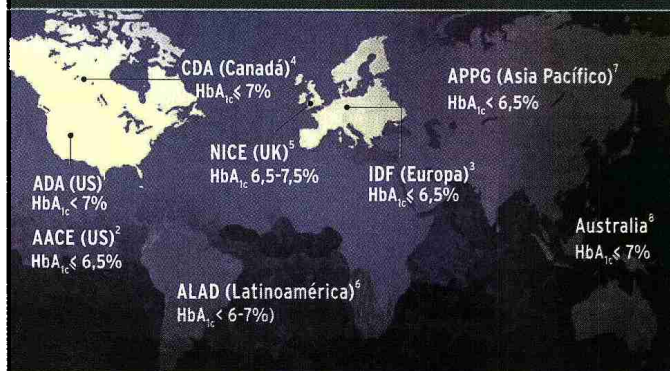 CDA (Canadá)⁴
HbA₁c ≤ 7%
APPG (Asia Pacífico)⁷
HbA₁c < 6,5%
NICE (UK)⁵
HbA₁c 6,5-7,5%
IDF (Europa)³
HbA₁c ≤ 6,5%
ADA (US)
HbA₁c < 7%
AACE (US)²
HbA₁c ≤ 6,5%
Australia⁸
HbA₁c ≤ 7%
ALAD (Latinoamérica)⁶
HbA₁c < 6-7%)